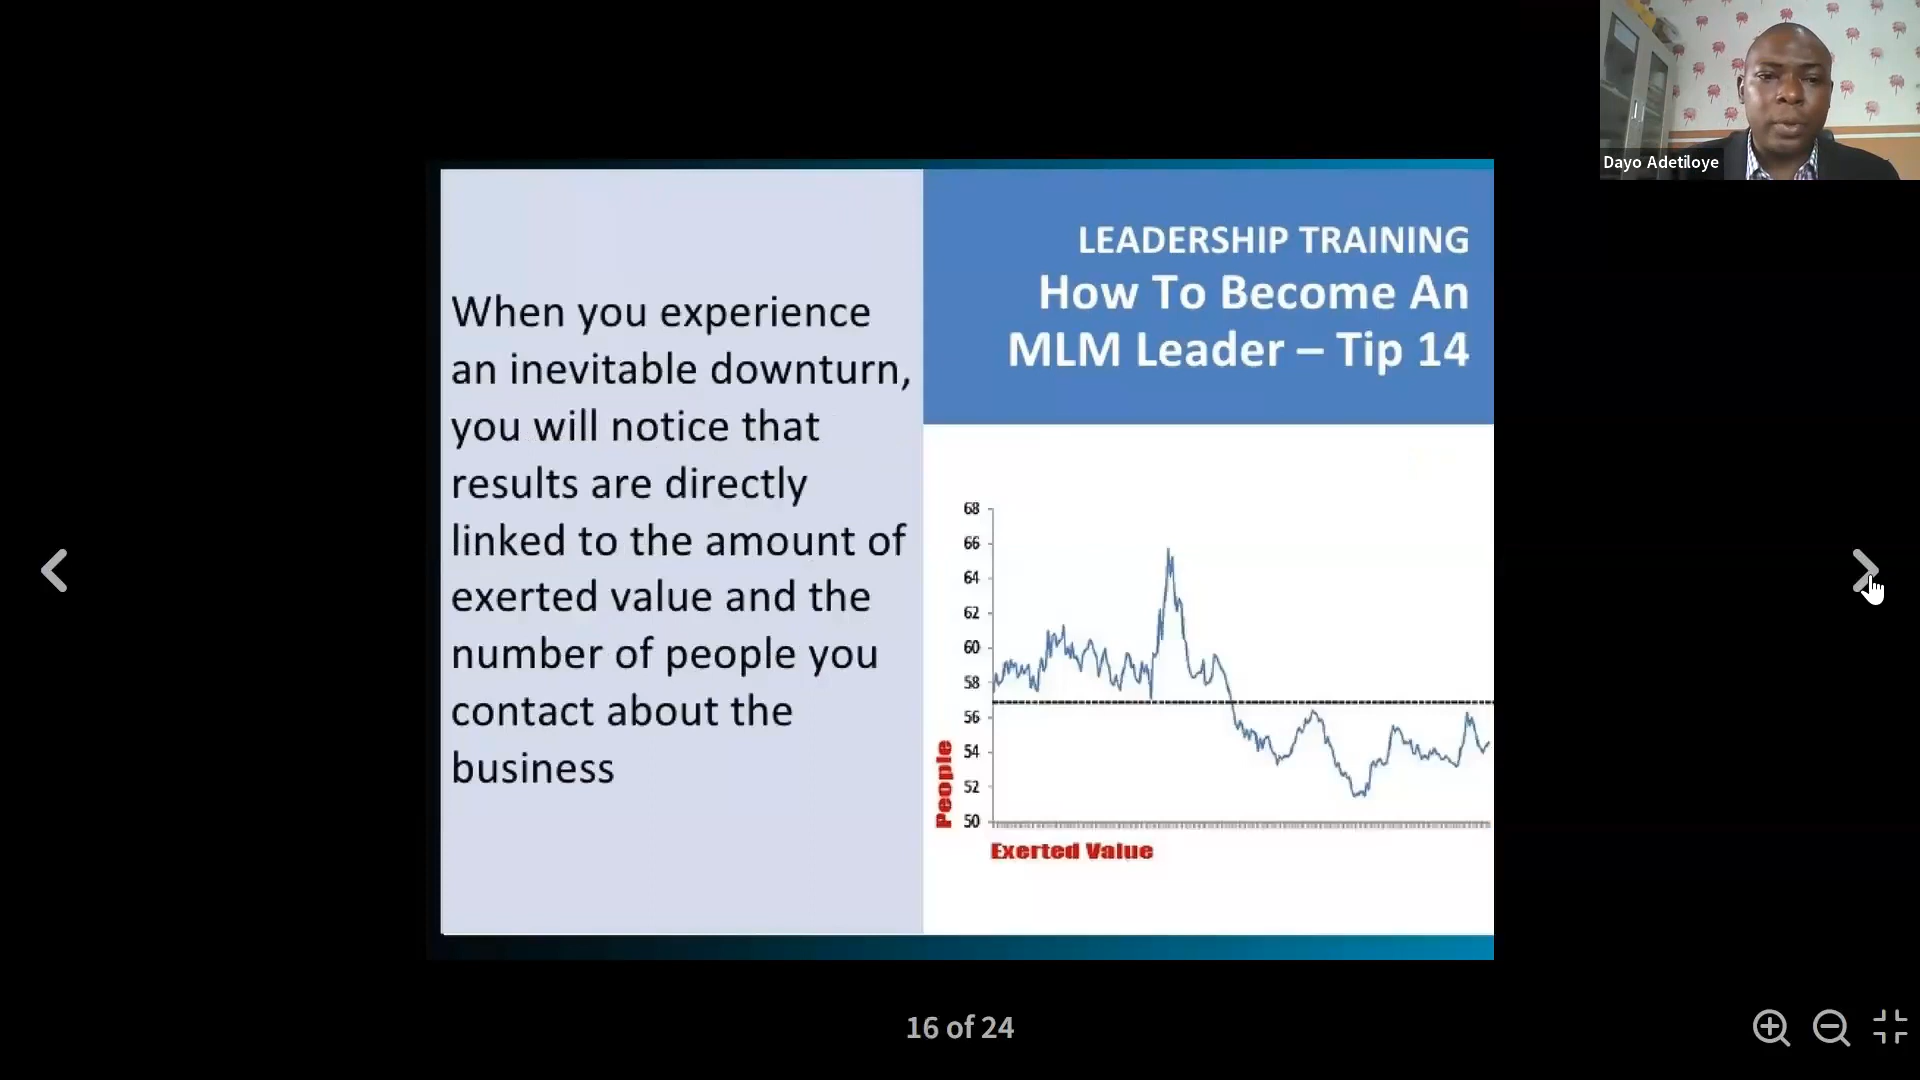 Dayo Adetiloye
LEADERSHIP TRAINING
How To Become An
MLM Leader – Tip 14
When you experience
an inevitable downturn,
you will notice that
results are directly
linked to the amount of
exerted value and the
number of people you
contact about the
business
68
66
64
62
60
58
56
54
52
50
People
Exerted Value
16 of 24